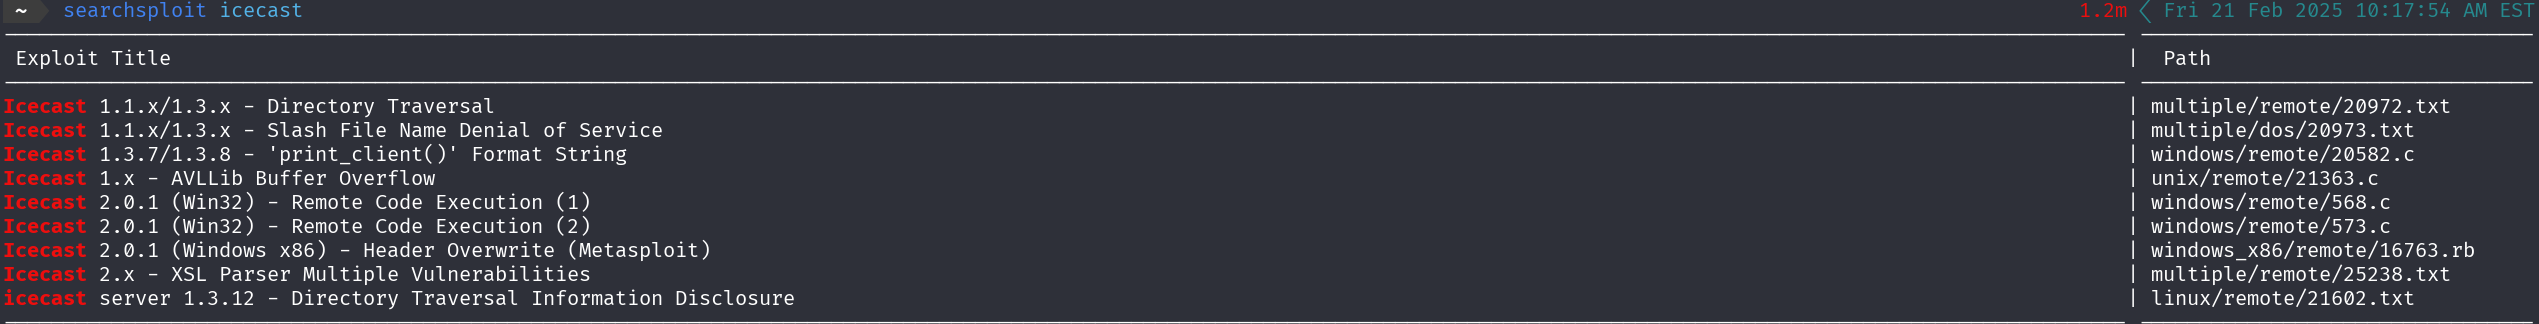 ~ searchsploit icecast 1.2m < Fri 21 Feb 2025 10:17:54 AM EST
Exploit Title | Path
Icecast 1.1.x/1.3.x - Directory Traversal | multiple/remote/20972.txt
Icecast 1.1.x/1.3.x - Slash File Name Denial of Service | multiple/dos/20973.txt
Icecast 1.3.7/1.3.8 - 'print_client()' Format String | windows/remote/20582.c
Icecast 1.x - AVLLib Buffer Overflow | unix/remote/21363.c
Icecast 2.0.1 (Win32) - Remote Code Execution (1) | windows/remote/568.c
Icecast 2.0.1 (Win32) - Remote Code Execution (2) | windows/remote/573.c
Icecast 2.0.1 (Windows x86) - Header Overwrite (Metasploit) | windows_x86/remote/16763.rb
Icecast 2.x - XSL Parser Multiple Vulnerabilities | multiple/remote/25238.txt
icecast server 1.3.12 - Directory Traversal Information Disclosure | linux/remote/21602.txt